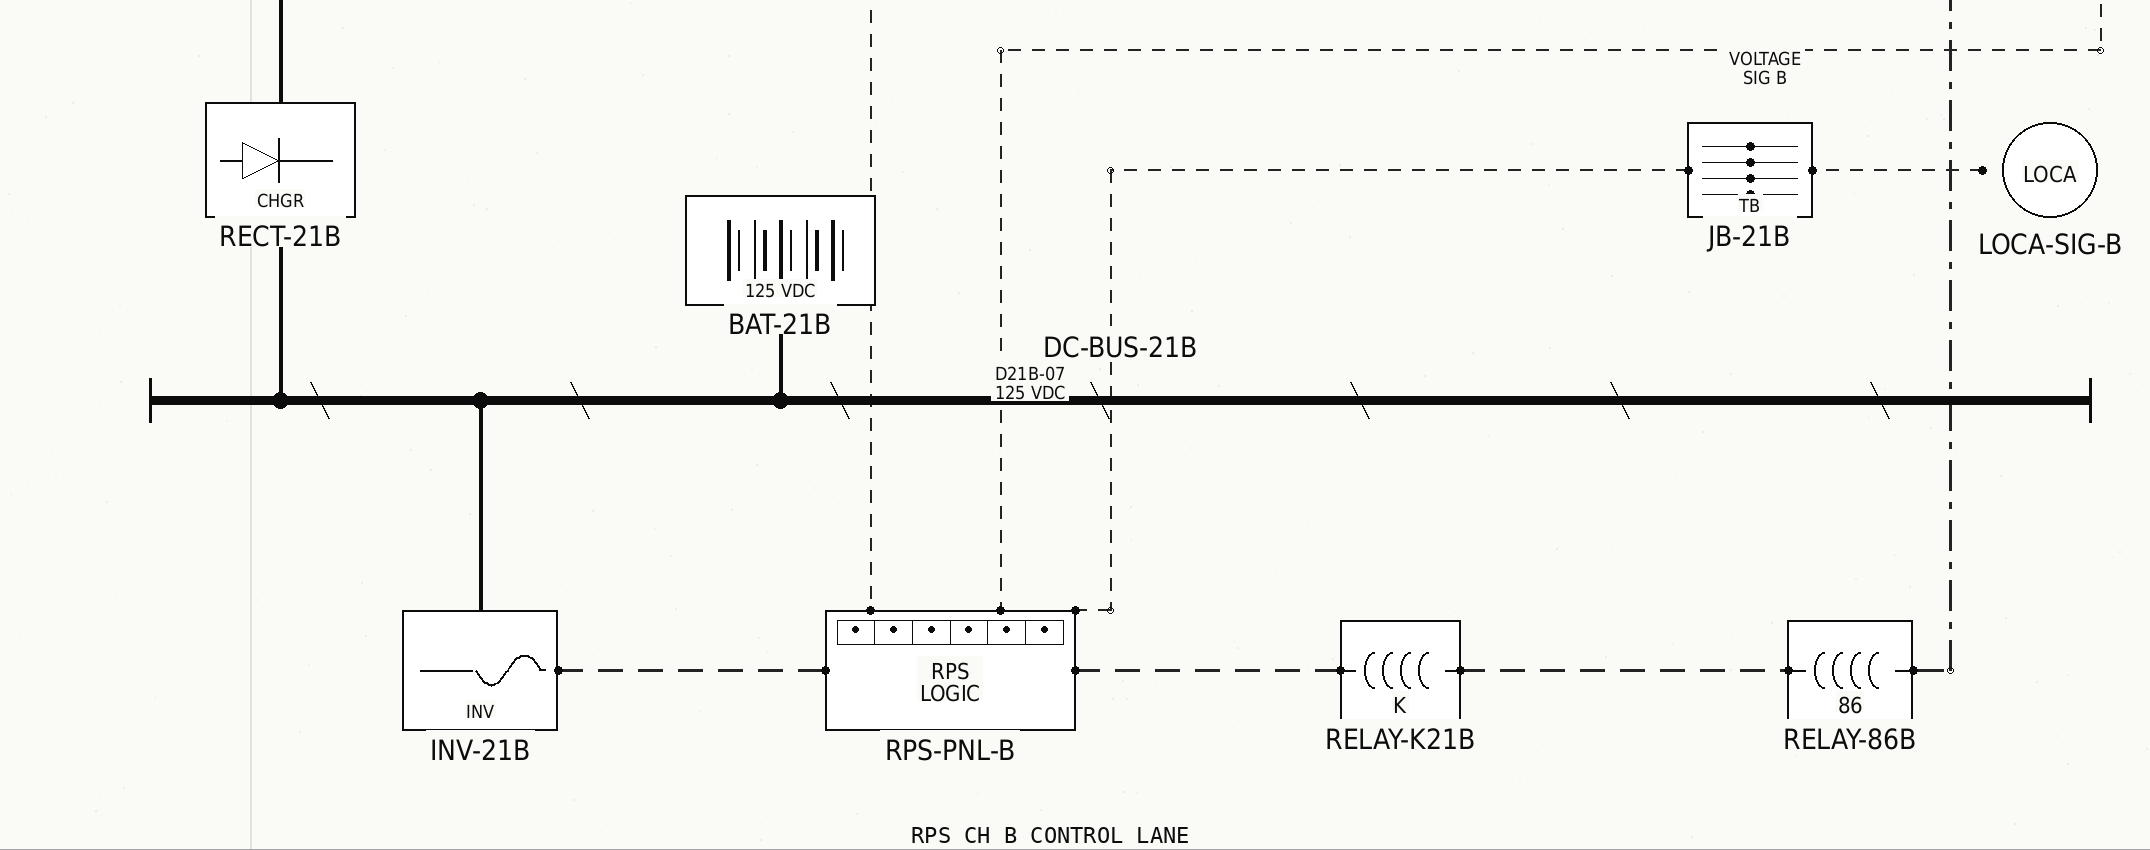 VOLTAGE
SIG B
CHGR
RECT-21B
TB
JB-21B
LOCA
LOCA-SIG-B
125 VDC
BAT-21B
DC-BUS-21B
D21B-07
125 VDC
INV
INV-21B
RPS
LOGIC
RPS-PNL-B
K
RELAY-K21B
86
RELAY-86B
RPS CH B CONTROL LANE